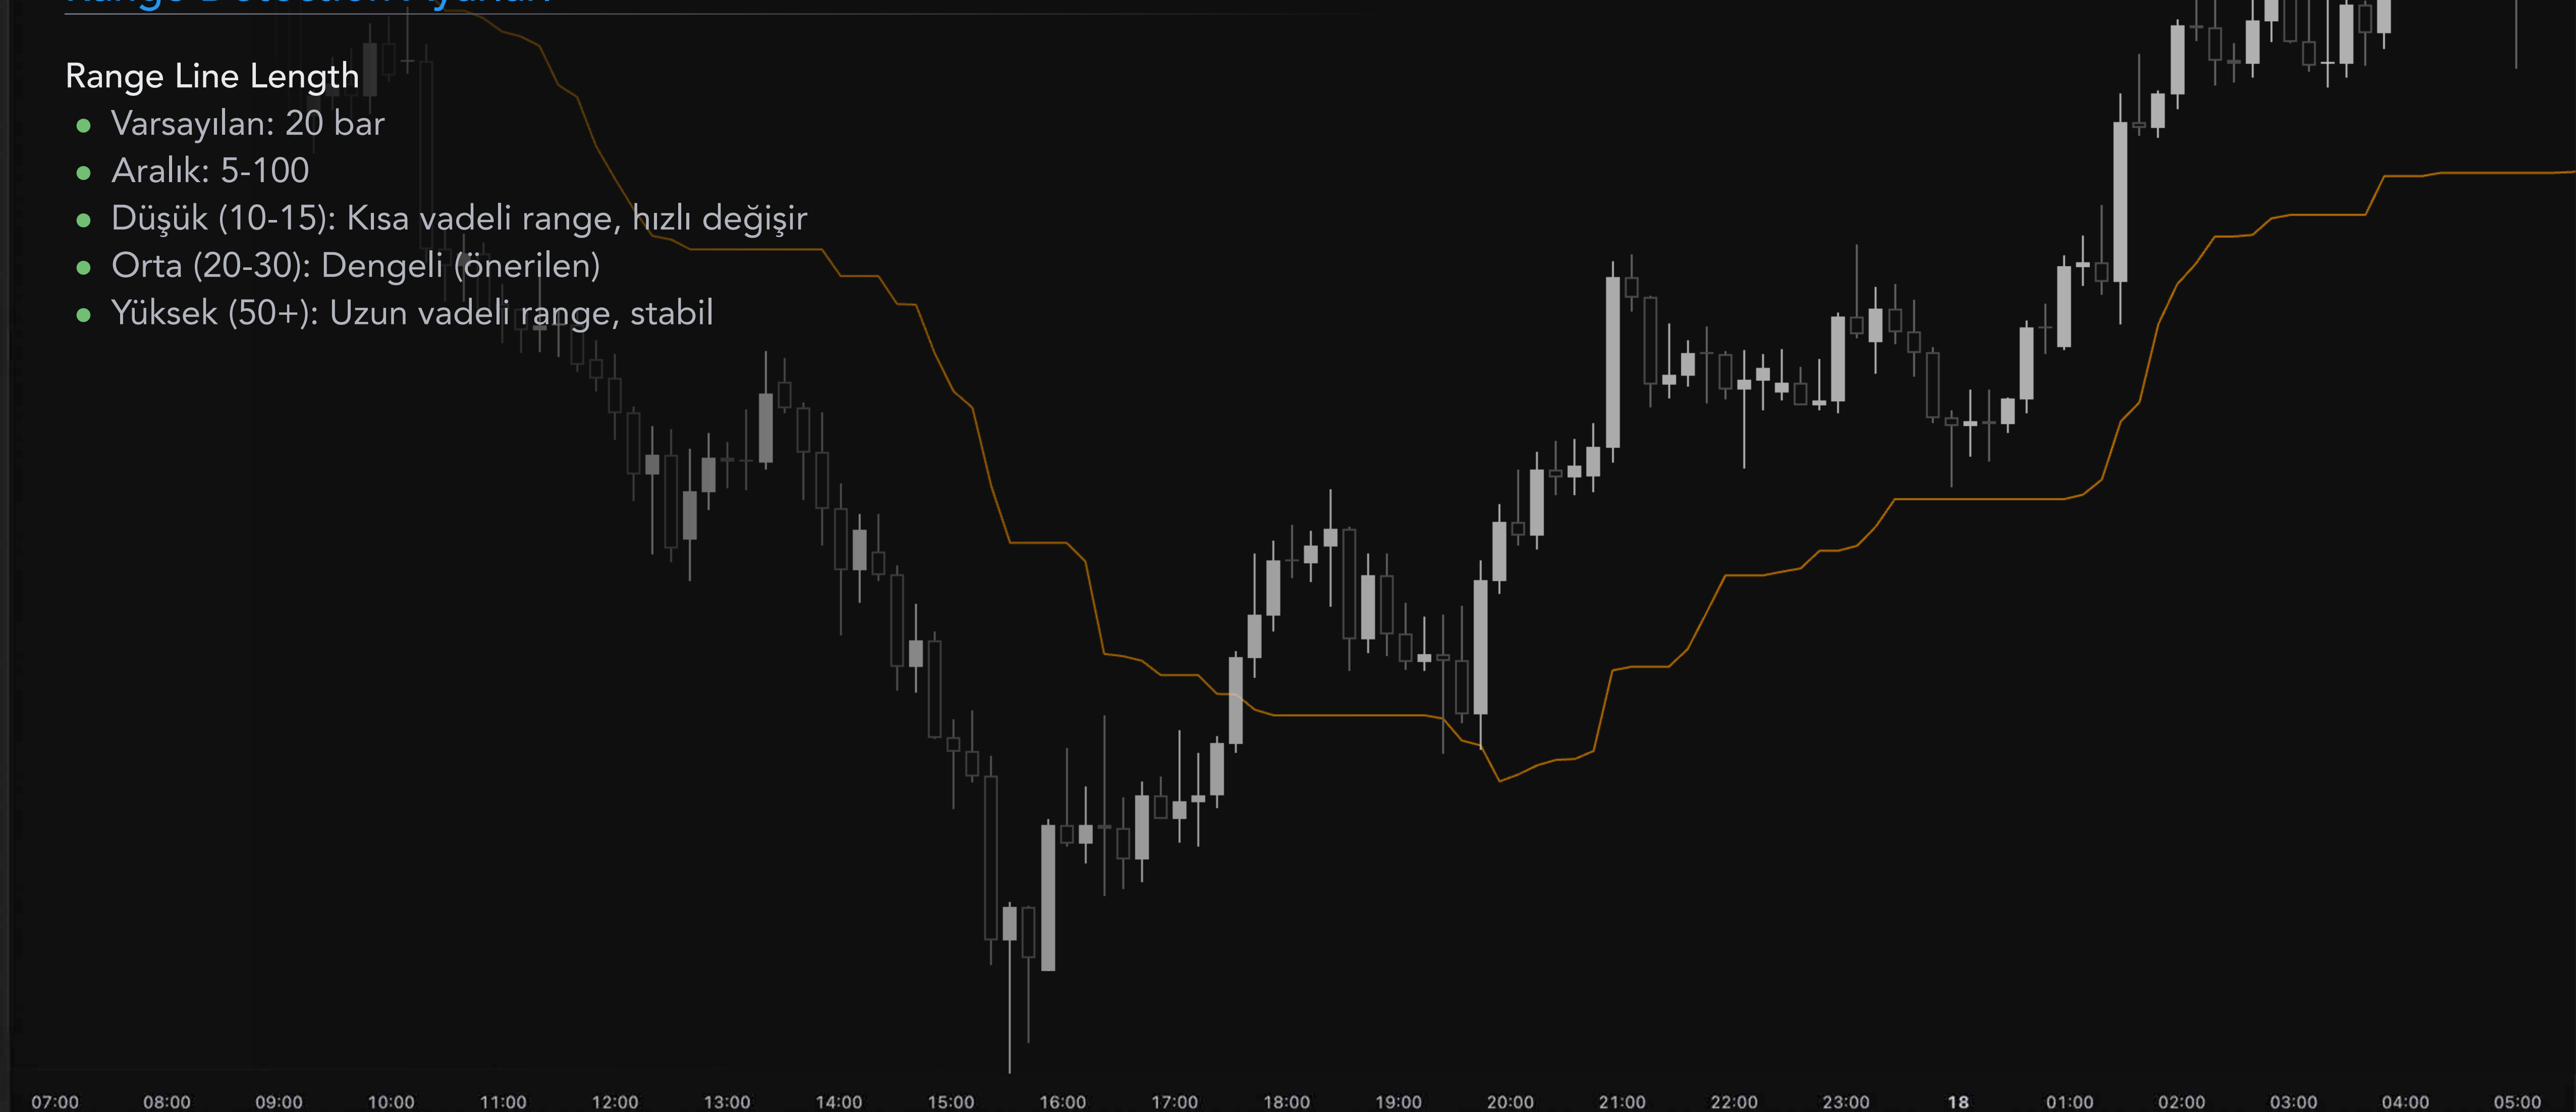 Range Detection Ayarları
Range Line Length
Varsayılan: 20 bar
Aralık: 5-100
Düşük (10-15): Kısa vadeli range, hızlı değişir
Orta (20-30): Dengeli (önerilen)
Yüksek (50+): Uzun vadeli range, stabil
07:00 08:00 09:00 10:00 11:00 12:00 13:00 14:00 15:00 16:00 17:00 18:00 19:00 20:00 21:00 22:00 23:00 18 01:00 02:00 03:00 04:00 05:00